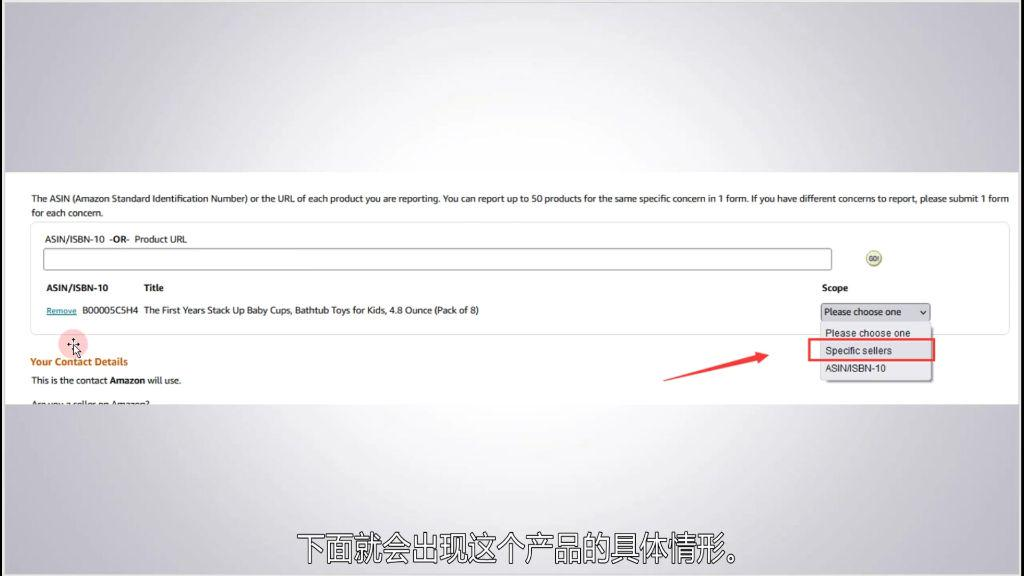 The ASIN (Amazon Standard Identification Number) or the URL of each product you are reporting. You can report up to 50 products for the same specific concern in 1 form. If you have different concerns to report, please submit 1 form
for each concern.
ASIN/ISBN-10 -OR- Product URL
GO!
ASIN/ISBN-10 Title Scope
Remove B00005C5H4 The First Years Stack Up Baby Cups, Bathtub Toys for Kids, 4.8 Ounce (Pack of 8) Please choose one
Please choose one
Specific sellers
ASIN/ISBN-10
Your Contact Details
This is the contact Amazon will use.
Are you a seller on Amazon?
下面就会出现这个产品的具体情形。